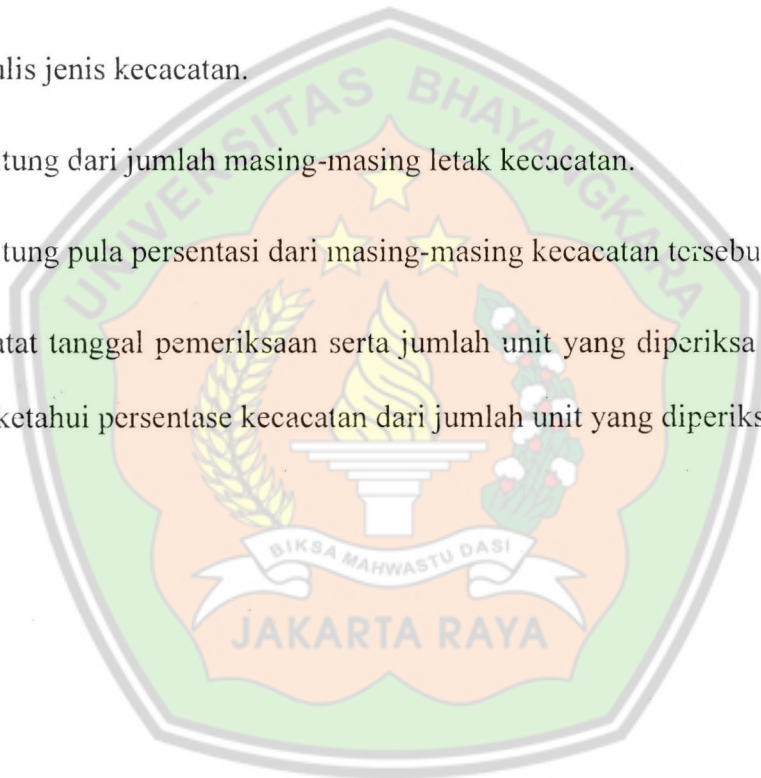 ulis jenis kecacatan.
UNIVERSITAS BHAYANGKARA
tung dari jumlah masing-masing letak kecacatan.
tung pula persentasi dari masing-masing kecacatan tersebu
atat tanggal pemeriksaan serta jumlah unit yang diperiksa
ketahui persentase kecacatan dari jumlah unit yang diperiks
BIKSA MAHWASTU DASI
JAKARTA RAYA